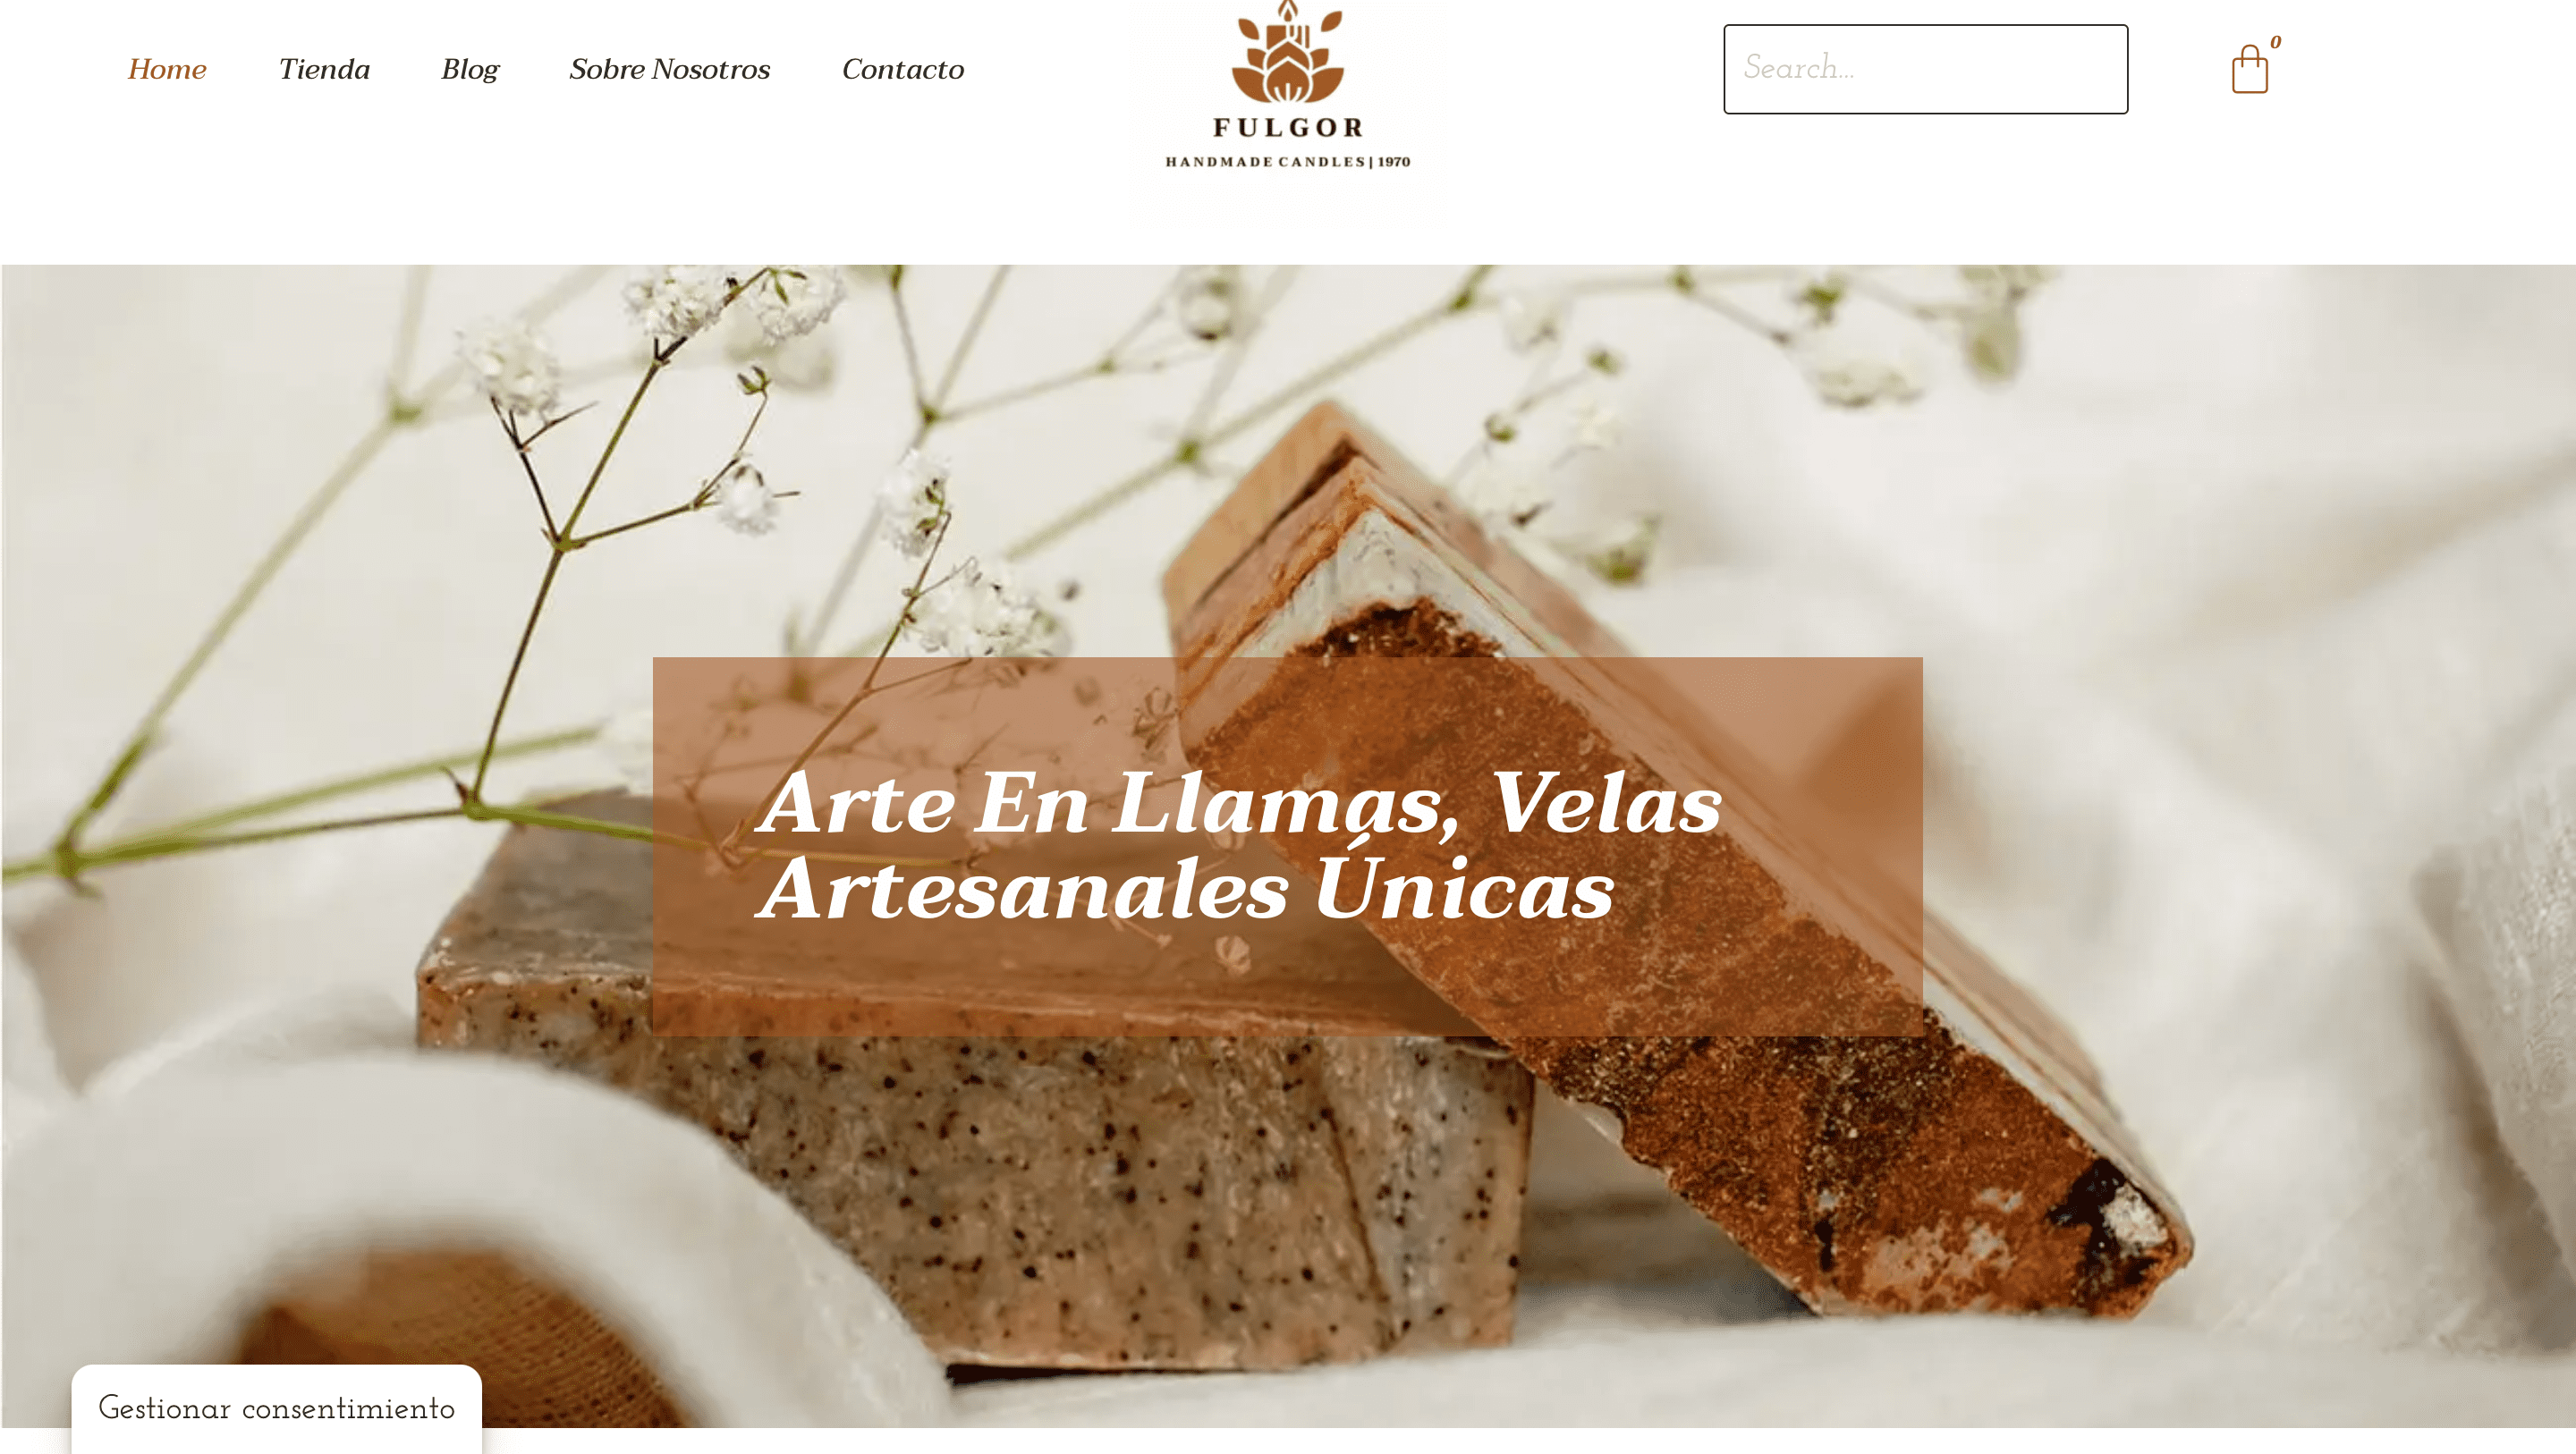 Home Tienda Blog Sobre Nosotros Contacto
FULGOR
HANDMADE CANDLES | 1970
Search...
0
Arte En Llamas, Velas
Artesanales Únicas
Gestionar consentimiento